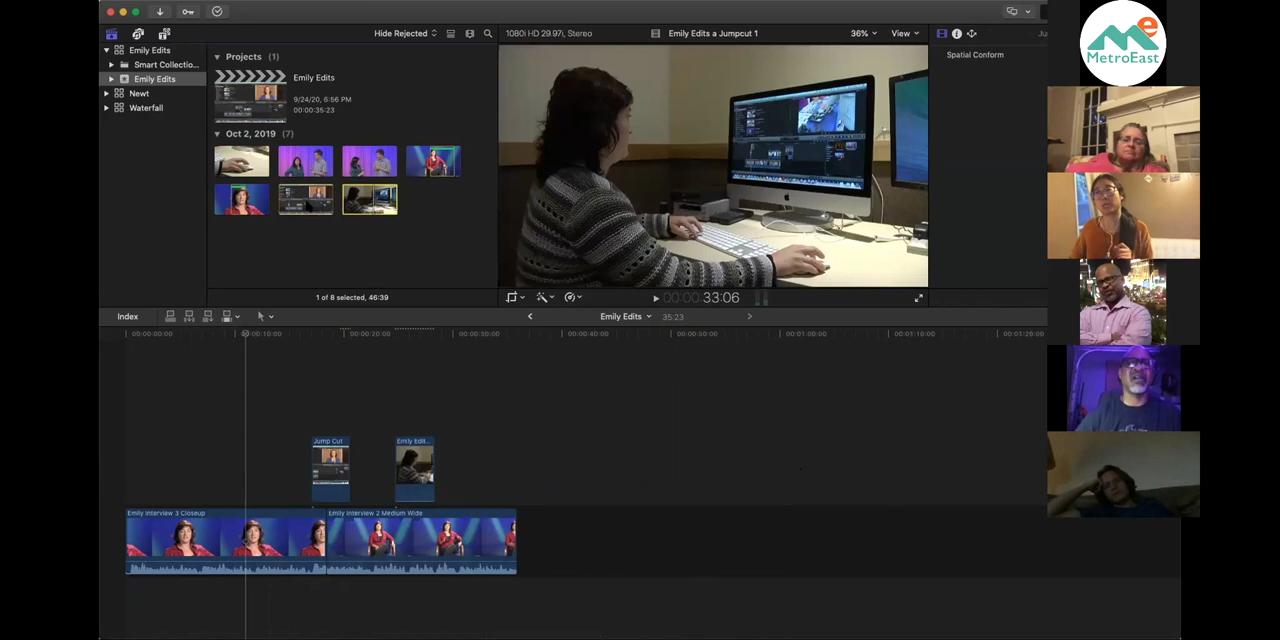 Hide Rejected
1080i HD 29.97i, Stereo
Emily Edits a Jumpcut 1
36%
View
Emily Edits
Smart Collectio...
Emily Edits
Newt
Waterfall
Projects (1)
Emily Edits
9/24/20, 6:56 PM
00:00:35:23
Oct 2, 2019 (7)
1 of 8 selected, 46:39
00:00:33:06
Spatial Conform
Me
MetroEast
Index
Emily Edits
35:23
00:00:00:00
00:00:10:00
00:00:20:00
00:00:30:00
00:00:40:00
00:00:50:00
00:01:00:00
00:01:10:00
00:01:20:00
Jump Cut
Emily Edit...
Emily Interview 3 Closeup
Emily Interview 2 Medium Wide